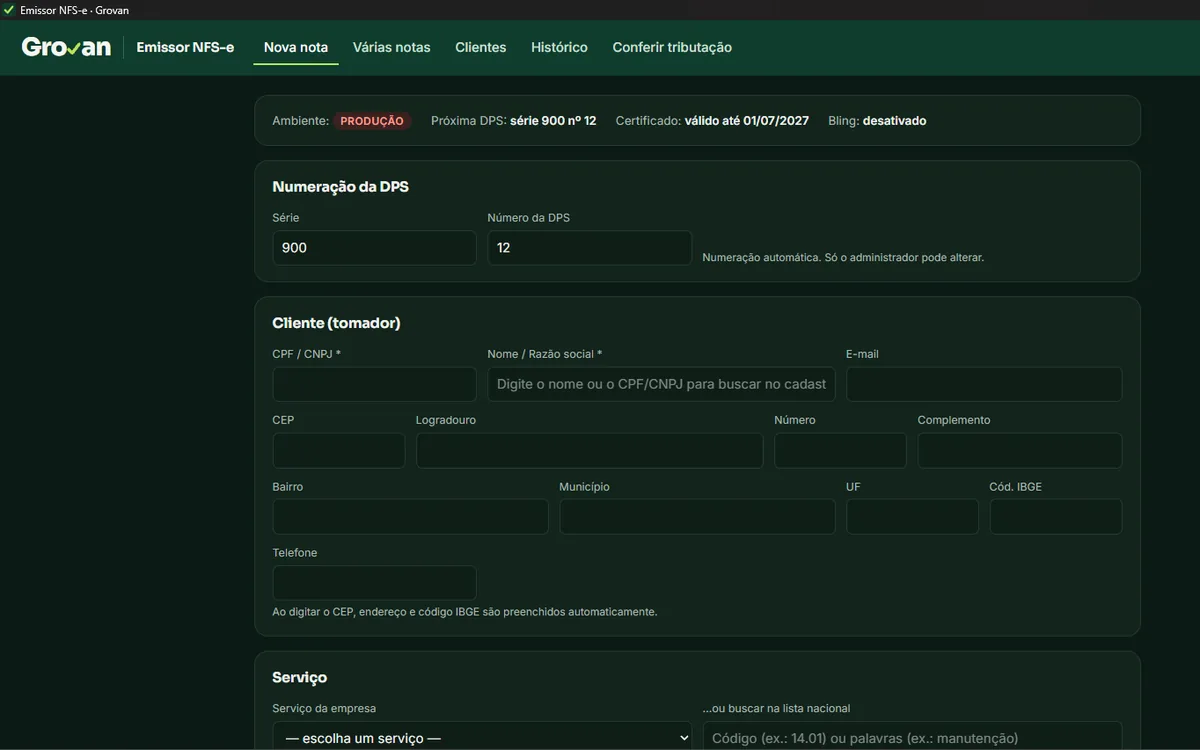 Emissor NFS-e · Grovan
Grovan Emissor NFS-e Nova nota Várias notas Clientes Histórico Conferir tributação
Ambiente: PRODUÇÃO Próxima DPS: série 900 nº 12 Certificado: válido até 01/07/2027 Bling: desativado
Numeração da DPS
Série Número da DPS
900 12 Numeração automática. Só o administrador pode alterar.
Cliente (tomador)
CPF / CNPJ * Nome / Razão social * E-mail
Digite o nome ou o CPF/CNPJ para buscar no cadast
CEP Logradouro Número Complemento
Bairro Município UF Cód. IBGE
Telefone
Ao digitar o CEP, endereço e código IBGE são preenchidos automaticamente.
Serviço
Serviço da empresa ...ou buscar na lista nacional
— escolha um serviço — Código (ex.: 14.01) ou palavras (ex.: manutenção)